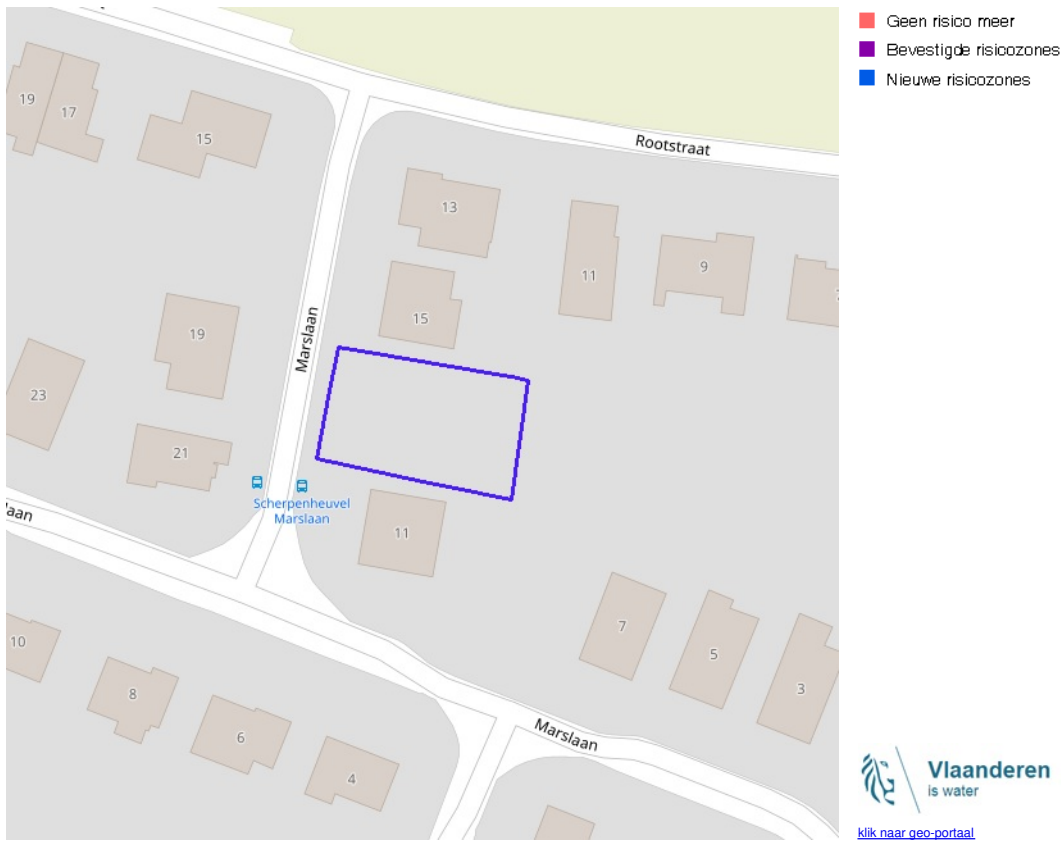 Geen risico meer
Bevestigde risicozones
Nieuwe risicozones
19
17
15
Rootstraat
13
11
9
15
Marslaan
19
23
21
Scherpenheuvel
Marslaan
laan
11
7
5
3
10
8
6
4
Marslaan
Vlaanderen
is water
klik naar geo-portaal